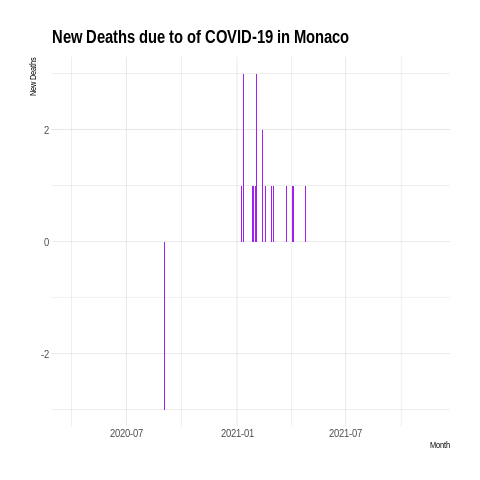 New Deaths due to of COVID-19 in Monaco
New Deaths
2
0
-2
2020-07
2021-01
2021-07
Month